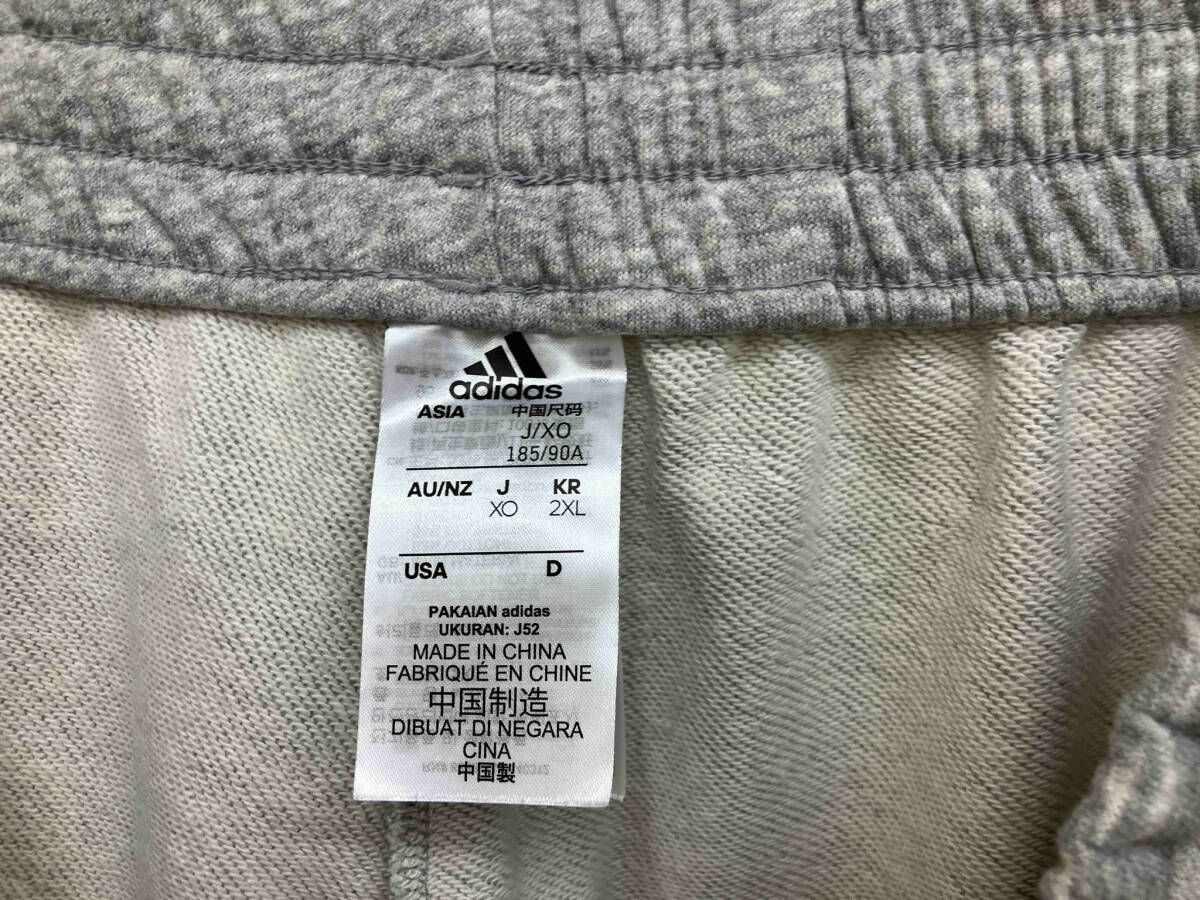 adidas
ASIA 中国尺码
J/XO
185/90A
AU/NZ J KR
XO 2XL
USA D
PAKAIAN adidas
UKURAN: J52
MADE IN CHINA
FABRIQUÉ EN CHINE
中国制造
DIBUAT DI NEGARA
CINA
中国製